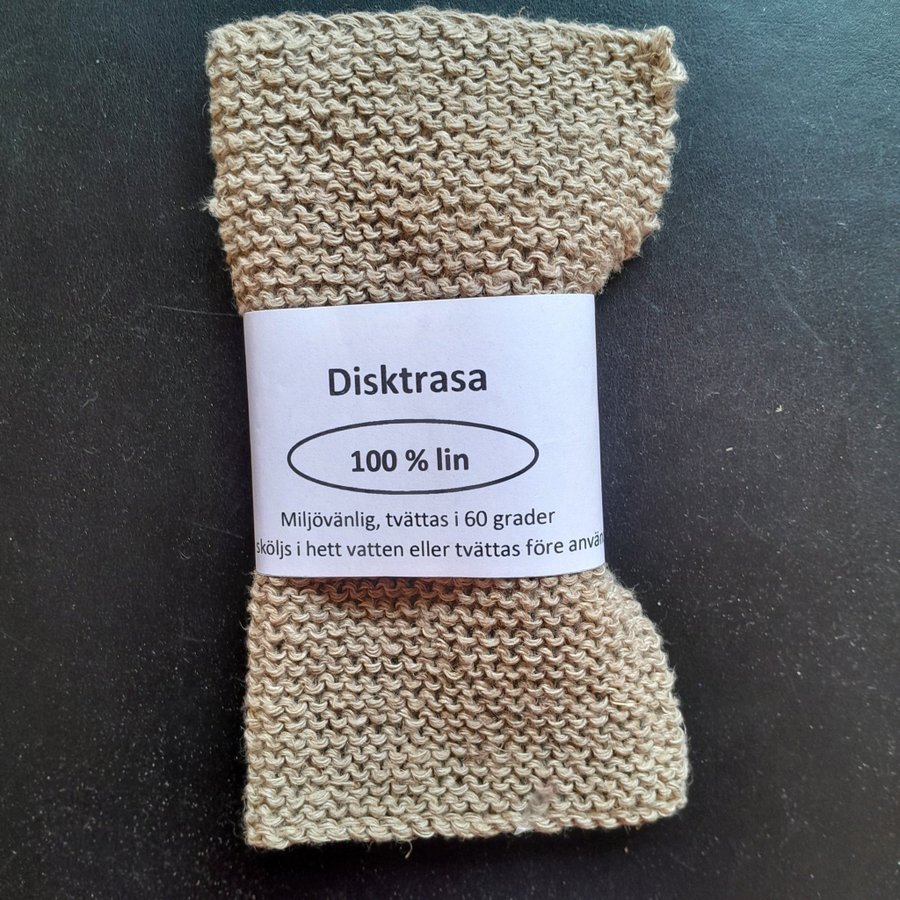 Disktrasa
100 % lin
Miljövänlig, tvättas i 60 grader
sköljs i hett vatten eller tvättas före